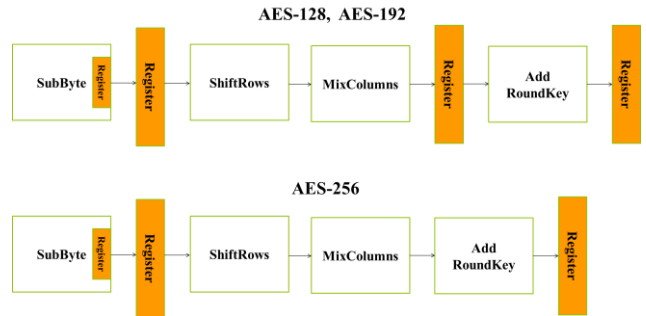 AES-128, AES-192
SubByte
Register
Register
ShiftRows
MixColumns
Register
Add
RoundKey
Register
AES-256
SubByte
Register
Register
ShiftRows
MixColumns
Add
RoundKey
Register